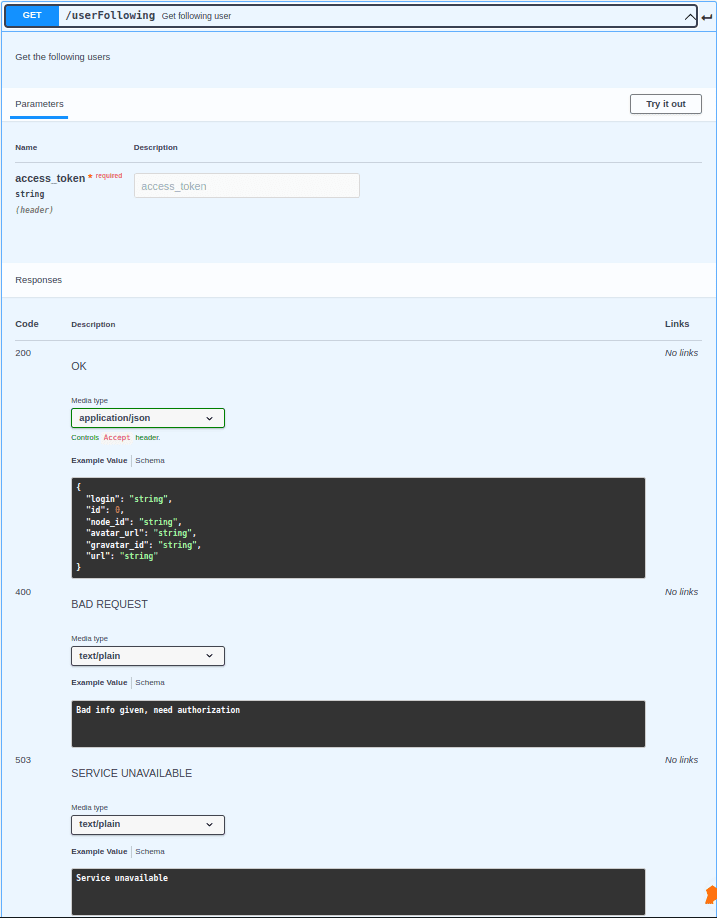 GET /userFollowing Get following user
Get the following users
Parameters
Try it out
Name Description
access_token * required
string
(header)
access_token
Responses
Code Description Links
200 No links
OK
Media type
application/json
Controls Accept header.
Example Value Schema
{
"login": "string",
"id": 0,
"node_id": "string",
"avatar_url": "string",
"gravatar_id": "string",
"url": "string"
}
400 No links
BAD REQUEST
Media type
text/plain
Example Value Schema
Bad info given, need authorization
503 No links
SERVICE UNAVAILABLE
Media type
text/plain
Example Value Schema
Service unavailable